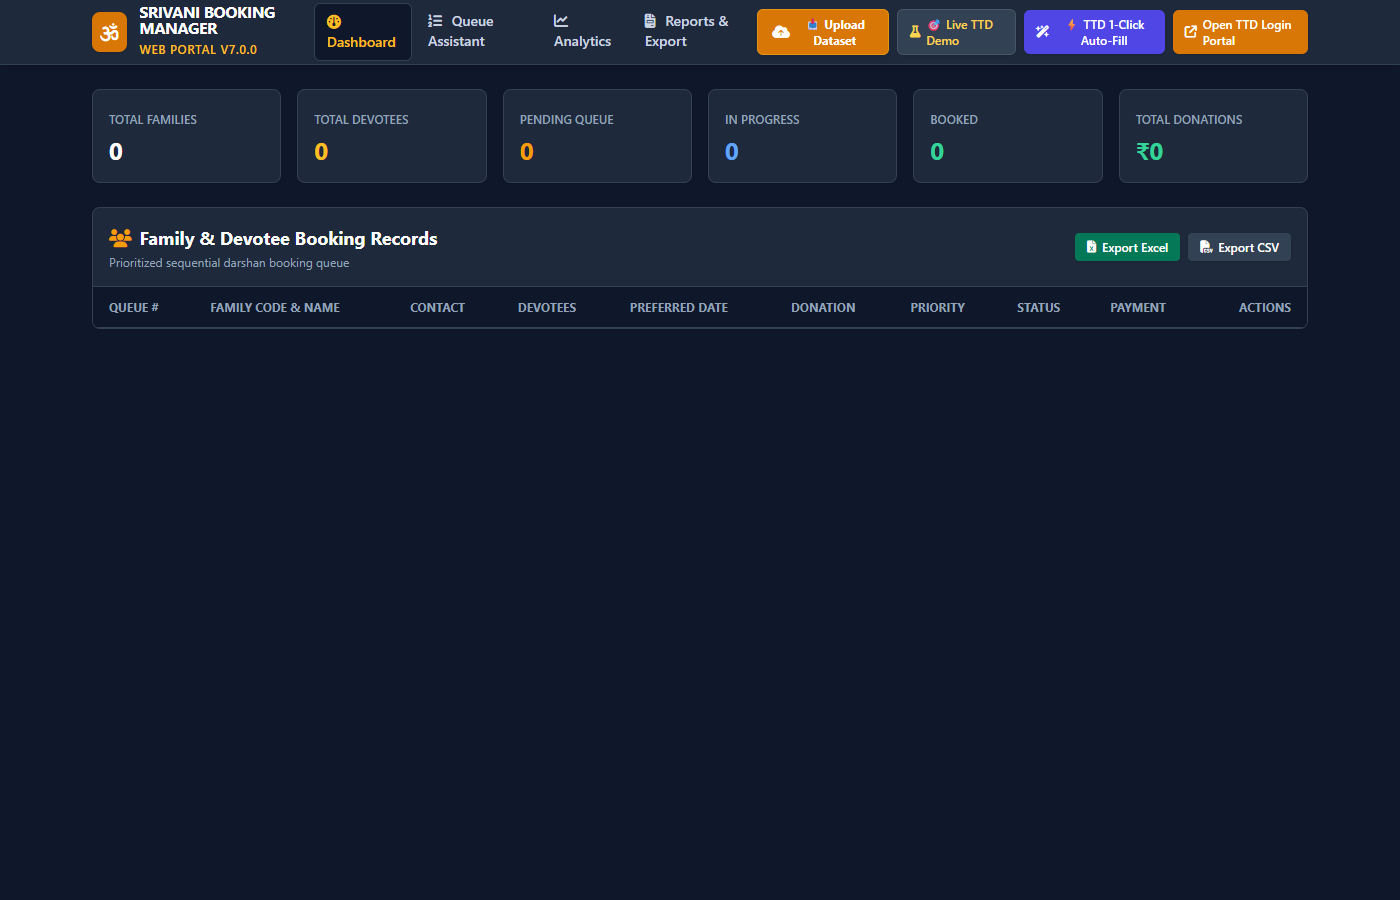 ॐ
SRIVANI BOOKING
MANAGER
WEB PORTAL V7.0.0
Dashboard
Queue
Assistant
Analytics
Reports &
Export
Upload
Dataset
Live TTD
Demo
TTD 1-Click
Auto-Fill
Open TTD Login
Portal
TOTAL FAMILIES
0
TOTAL DEVOTEES
0
PENDING QUEUE
0
IN PROGRESS
0
BOOKED
0
TOTAL DONATIONS
₹0
Family & Devotee Booking Records
Prioritized sequential darshan booking queue
Export Excel
Export CSV
QUEUE # FAMILY CODE & NAME CONTACT DEVOTEES PREFERRED DATE DONATION PRIORITY STATUS PAYMENT ACTIONS